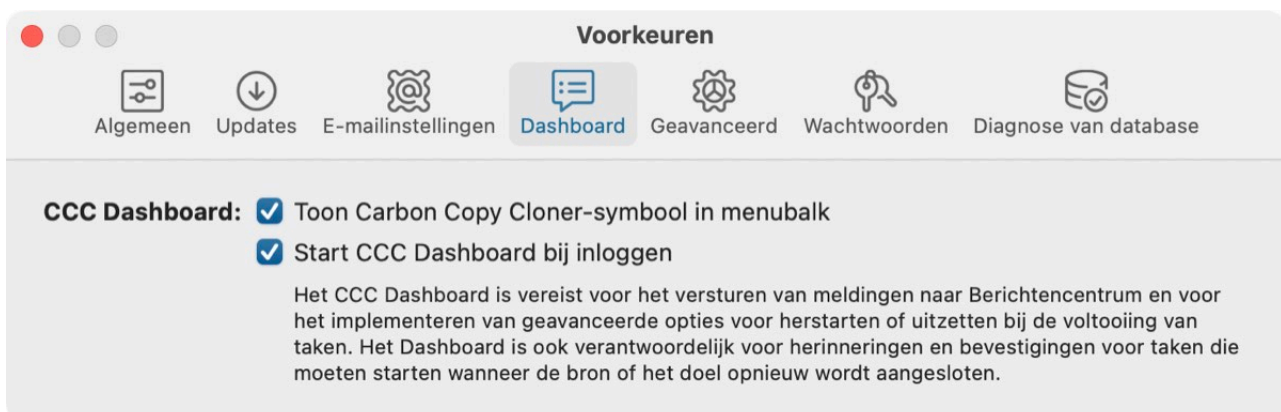 Voorkeuren
Algemeen Updates E-mailinstellingen Dashboard Geavanceerd Wachtwoorden Diagnose van database
CCC Dashboard: Toon Carbon Copy Cloner-symbool in menubalk
Start CCC Dashboard bij inloggen
Het CCC Dashboard is vereist voor het versturen van meldingen naar Berichtencentrum en voor
het implementeren van geavanceerde opties voor herstarten of uitzetten bij de voltooiing van
taken. Het Dashboard is ook verantwoordelijk voor herinneringen en bevestigingen voor taken die
moeten starten wanneer de bron of het doel opnieuw wordt aangesloten.